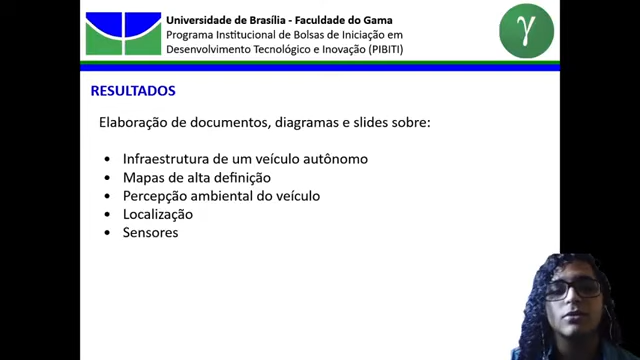 Universidade de Brasília - Faculdade do Gama
Programa Institucional de Bolsas de Iniciação em
Desenvolvimento Tecnológico e Inovação (PIBITI)
γ
RESULTADOS
Elaboração de documentos, diagramas e slides sobre:
• Infraestrutura de um veículo autônomo
• Mapas de alta definição
• Percepção ambiental do veículo
• Localização
• Sensores